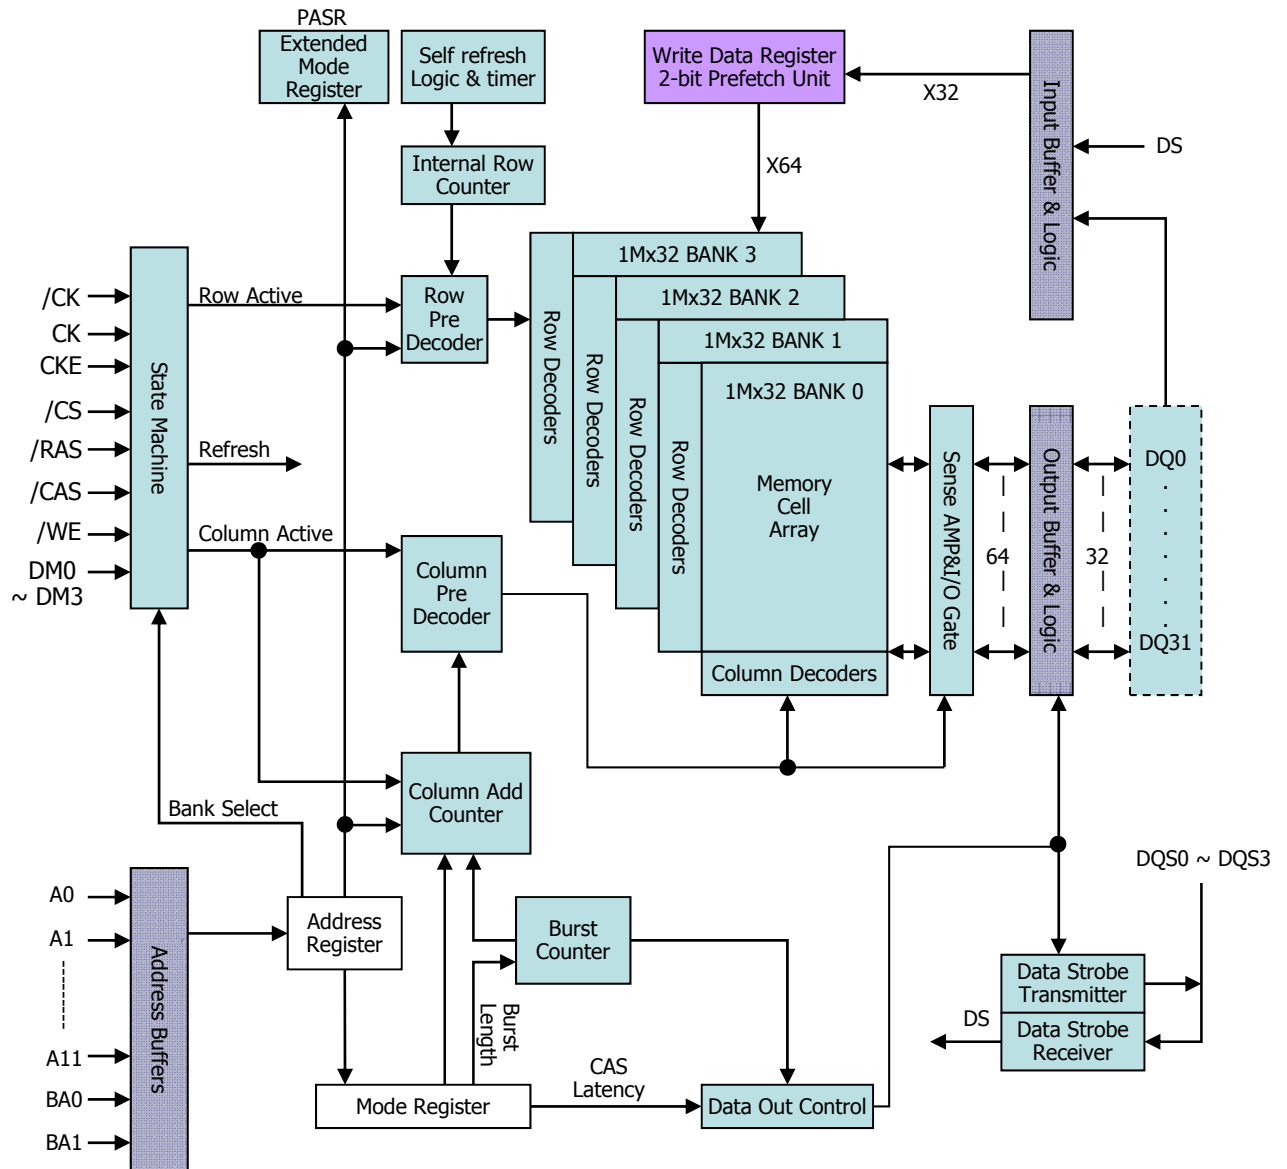 PASR
Extended
Mode
Register
Self refresh
Logic & timer
Write Data Register
2-bit Prefetch Unit
X32
Input Buffer & Logic
DS
Internal Row
Counter
X64
1Mx32 BANK 3
1Mx32 BANK 2
1Mx32 BANK 1
1Mx32 BANK 0
Row Decoders
Row Decoders
Row Decoders
Row Decoders
Memory
Cell
Array
Column Decoders
/CK
CK
CKE
/CS
/RAS
/CAS
/WE
DM0
~ DM3
State Machine
Row Active
Refresh
Column Active
Row
Pre
Decoder
Column
Pre
Decoder
Sense AMP&I/O Gate
64
Output Buffer & Logic
32
DQ0
.
.
.
.
.
.
.
DQ31
Column Add
Counter
Bank Select
A0
A1
A11
BA0
BA1
Address Buffers
Address
Register
Burst
Counter
Burst
Length
Mode Register
CAS
Latency
Data Out Control
DQS0 ~ DQS3
Data Strobe
Transmitter
DS
Data Strobe
Receiver